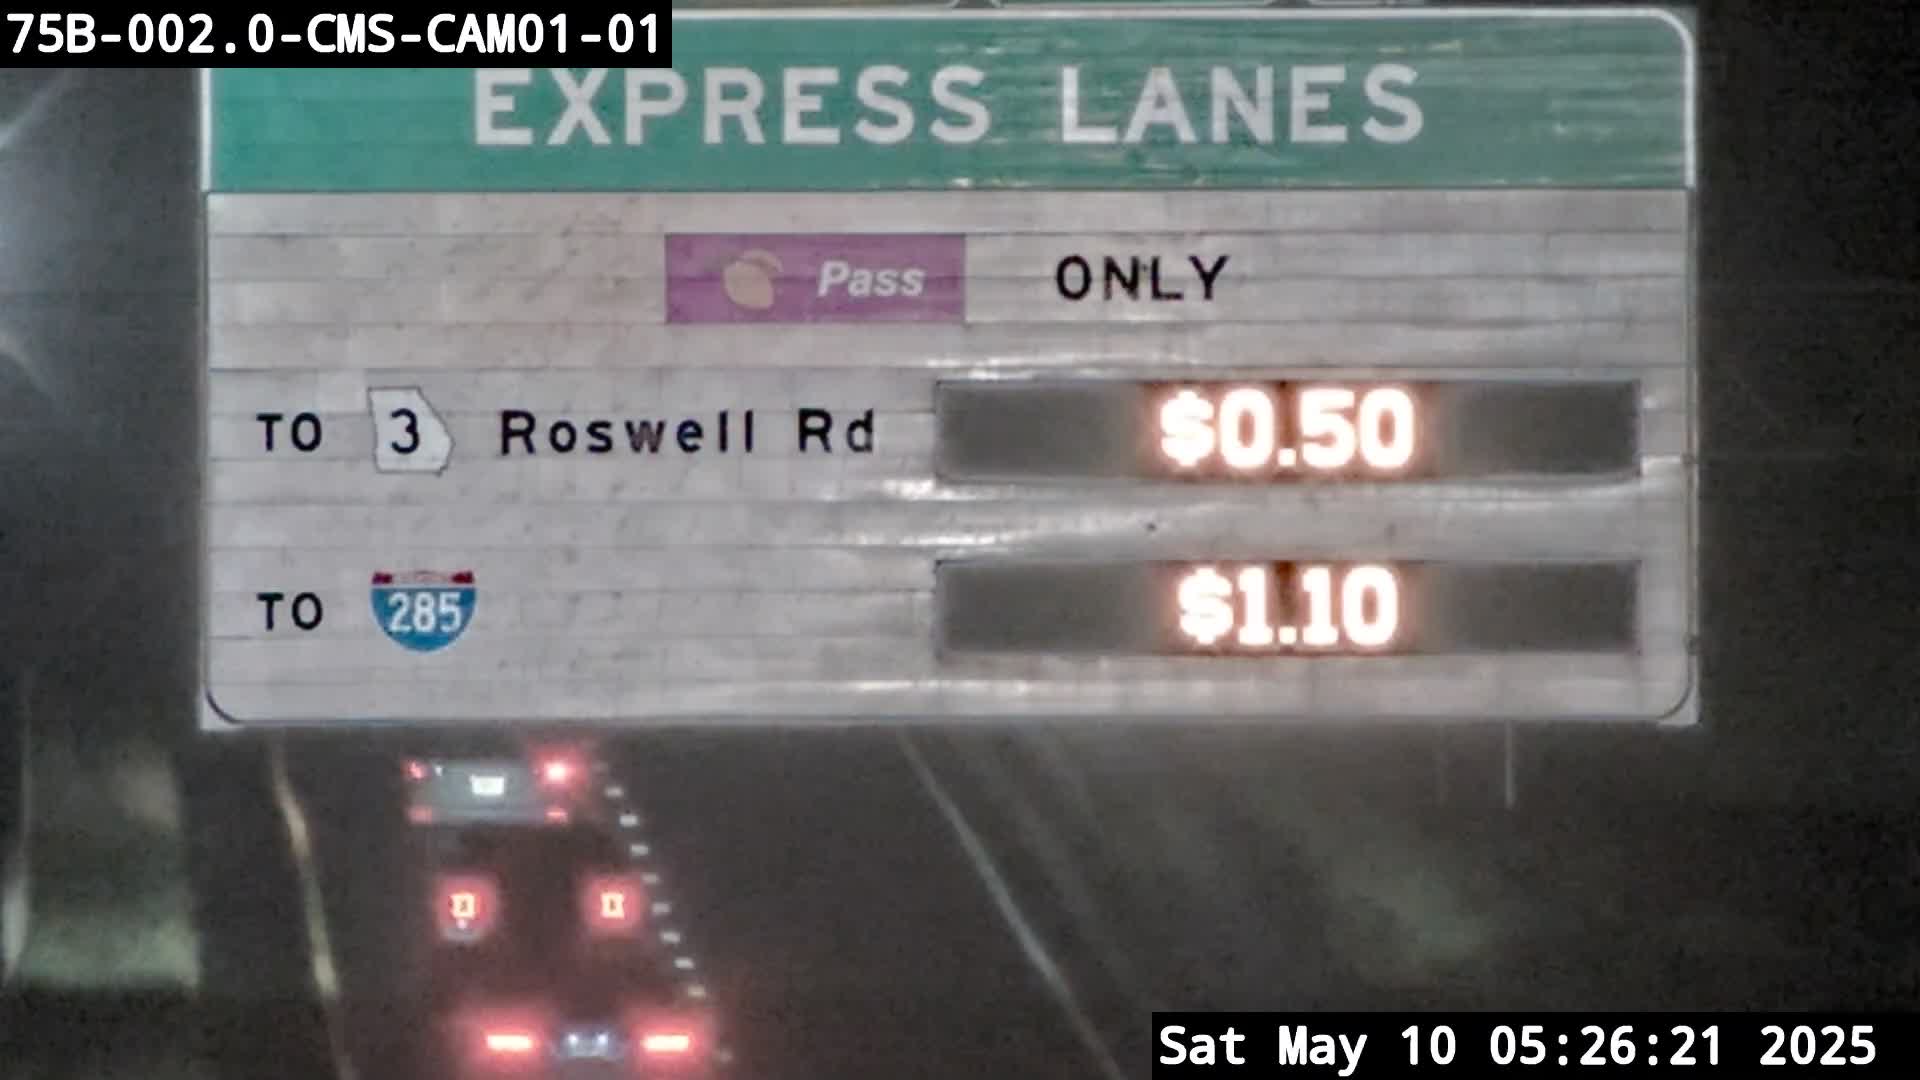 75B-002.0-CMS-CAM01-01
EXPRESS LANES
Pass ONLY
TO 3 Roswell Rd $0.50
TO 285 $1.10
Sat May 10 05:26:21 2025